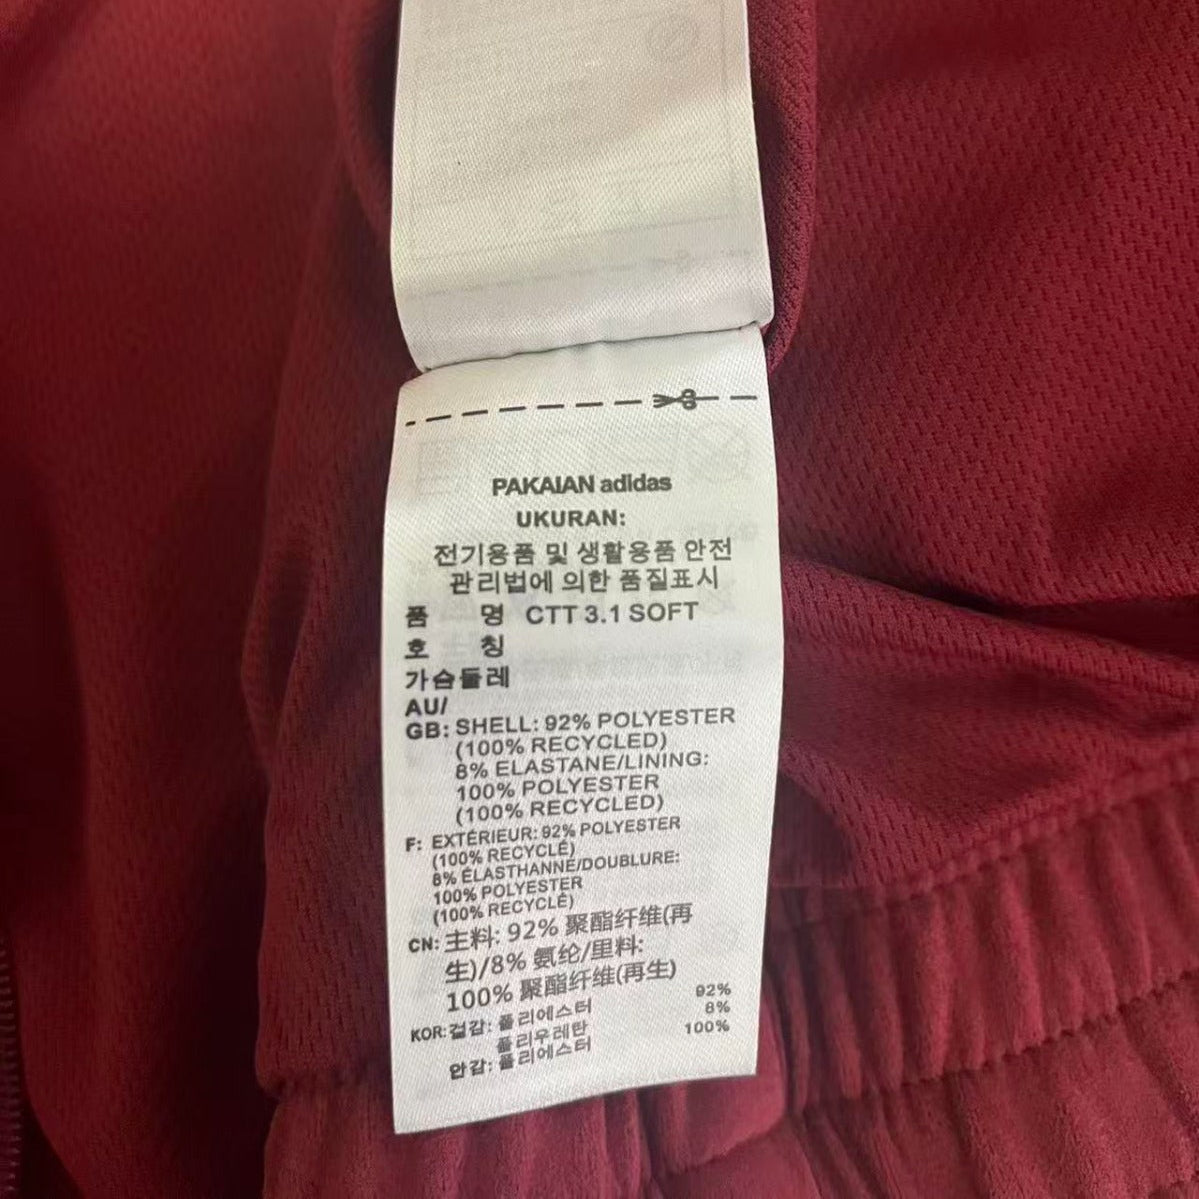 PAKAIAN adidas
UKURAN:
전기용품 및 생활용품 안전
관리법에 의한 품질표시
품 명 CTT 3.1 SOFT
호 칭
가슴둘레
AU/
GB: SHELL: 92% POLYESTER
(100% RECYCLED)
8% ELASTANE/LINING:
100% POLYESTER
(100% RECYCLED)
F: EXTÉRIEUR: 92% POLYESTER
(100% RECYCLÉ)
8% ÉLASTHANNE/DOUBLURE:
100% POLYESTER
(100% RECYCLÉ)
CN: 主料: 92% 聚酯纤维(再
生)/8% 氨纶/里料:
100% 聚酯纤维(再生)
KOR: 겉감: 폴리에스터 92%
폴리우레탄 8%
안감: 폴리에스터 100%